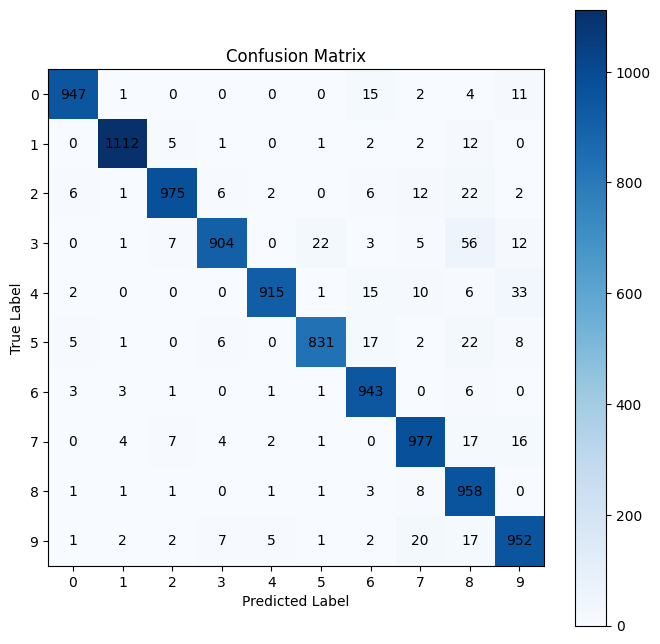 Confusion Matrix
0 947 1 0 0 0 0 15 2 4 11
1 0 1112 5 1 0 1 2 2 12 0
2 6 1 975 6 2 0 6 12 22 2
3 0 1 7 904 0 22 3 5 56 12
4 2 0 0 0 915 1 15 10 6 33
5 5 1 0 6 0 831 17 2 22 8
6 3 3 1 0 1 1 943 0 6 0
7 0 4 7 4 2 1 0 977 17 16
8 1 1 1 0 1 1 3 8 958 0
9 1 2 2 7 5 1 2 20 17 952
0 1 2 3 4 5 6 7 8 9
Predicted Label
True Label
1000
800
600
400
200
0